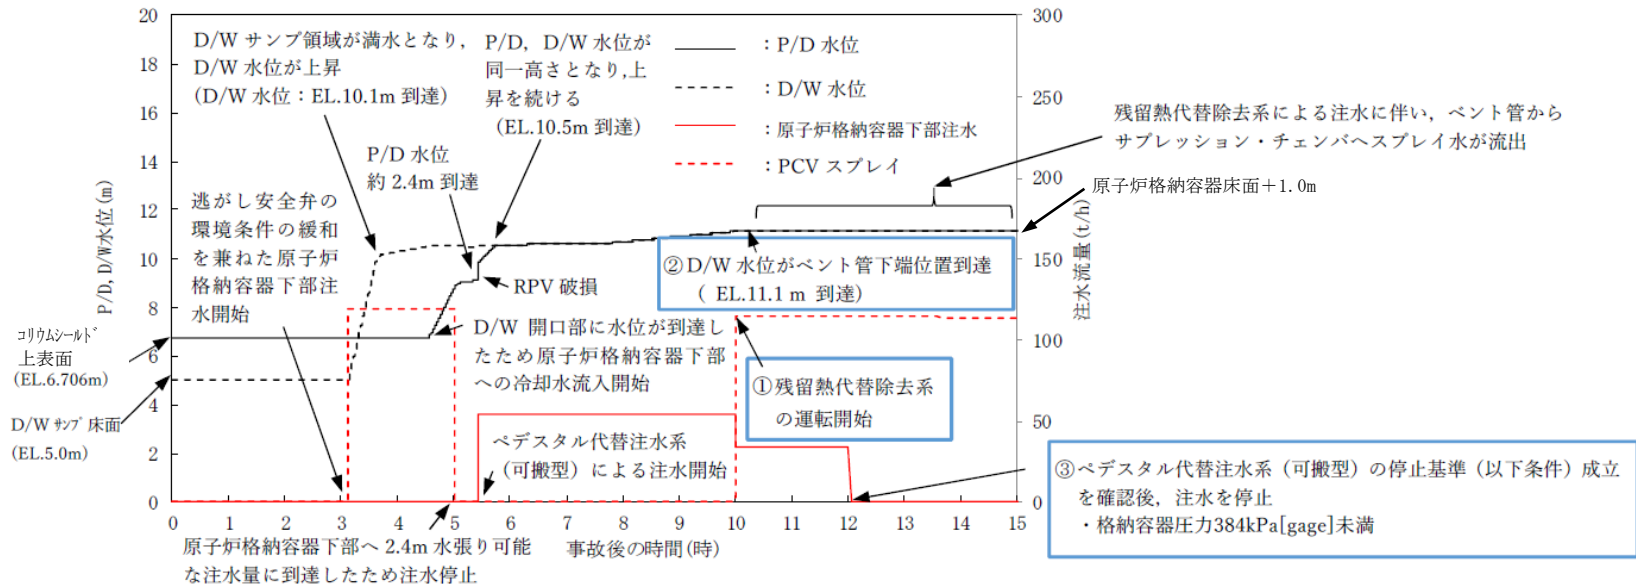 20
18
16
14
12
10
8
6
4
2
0
P/D, D/W水位(m)
300
250
200
150
100
50
0
注水流量(t/h)
0 1 2 3 4 5 6 7 8 9 10 11 12 13 14 15
事故後の時間(時)
D/W サンプ領域が満水となり,
D/W 水位が上昇
(D/W 水位:EL.10.1m 到達)
P/D, D/W 水位が
同一高さとなり,上
昇を続ける
(EL.10.5m 到達)
:P/D 水位
:D/W 水位
:原子炉格納容器下部注水
:PCV スプレイ
残留熱代替除去系による注水に伴い,ベント管から
サプレッション・チェンバへスプレイ水が流出
原子炉格納容器床面+1.0m
P/D 水位
約 2.4m 到達
逃がし安全弁の
環境条件の緩和
を兼ねた原子炉
格納容器下部注
水開始
RPV 破損
②D/W 水位がベント管下端位置到達
( EL.11.1 m 到達)
D/W 開口部に水位が到達し
たため原子炉格納容器下部
への冷却水流入開始
①残留熱代替除去系
の運転開始
コリウムシールド
上表面
(EL.6.706m)
D/W サンプ 床面
(EL.5.0m)
ペデスタル代替注水系
(可搬型)による注水開始
③ペデスタル代替注水系(可搬型)の停止基準(以下条件)成立
を確認後,注水を停止
・格納容器圧力384kPa[gage]未満
原子炉格納容器下部へ 2.4m 水張り可能
な注水量に到達したため注水停止